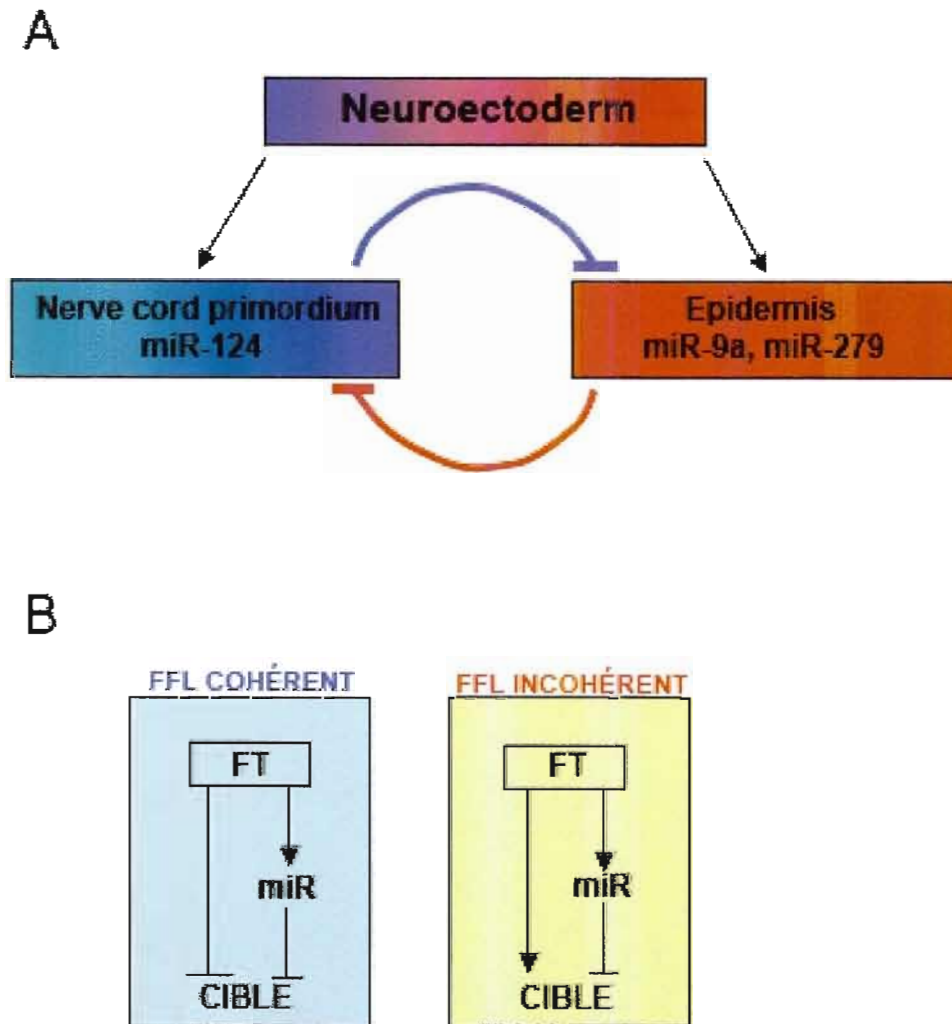 A
Neuroectoderm
Nerve cord primordium
miR-124
Epidermis
miR-9a, miR-279
B
FFL COHÉRENT
FT
miR
CIBLE
FFL INCOHÉRENT
FT
miR
CIBLE